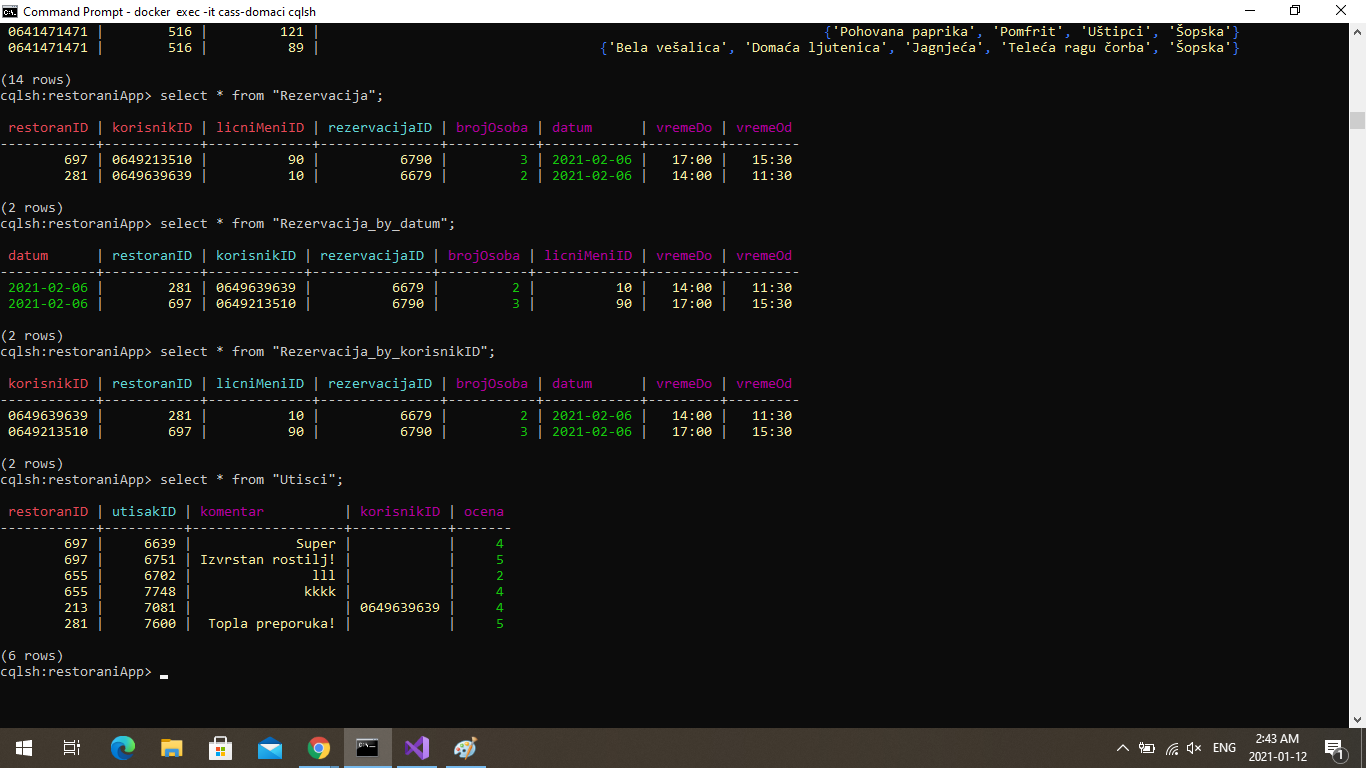 Command Prompt - docker exec -it cass-domaci cqlsh
0641471471 | 516 | 121 | {'Pohovana paprika', 'Pomfrit', 'Uštipci', 'Šopska'}
0641471471 | 516 | 89 | {'Bela vešalica', 'Domaća ljutenica', 'Jagnjeća', 'Teleća ragu čorba', 'Šopska'}
(14 rows)
cqlsh:restoraniApp> select * from "Rezervacija";
restoranID | korisnikID | licniMeniID | rezervacijaID | brojOsoba | datum | vremeDo | vremeOd
------------+------------+-------------+---------------+-----------+------------+---------+---------
697 | 0649213510 | 90 | 6790 | 3 | 2021-02-06 | 17:00 | 15:30
281 | 0649639639 | 10 | 6679 | 2 | 2021-02-06 | 14:00 | 11:30
(2 rows)
cqlsh:restoraniApp> select * from "Rezervacija_by_datum";
datum | restoranID | korisnikID | rezervacijaID | brojOsoba | licniMeniID | vremeDo | vremeOd
------------+------------+------------+---------------+-----------+-------------+---------+---------
2021-02-06 | 281 | 0649639639 | 6679 | 2 | 10 | 14:00 | 11:30
2021-02-06 | 697 | 0649213510 | 6790 | 3 | 90 | 17:00 | 15:30
(2 rows)
cqlsh:restoraniApp> select * from "Rezervacija_by_korisnikID";
korisnikID | restoranID | licniMeniID | rezervacijaID | brojOsoba | datum | vremeDo | vremeOd
------------+------------+-------------+---------------+-----------+------------+---------+---------
0649639639 | 281 | 10 | 6679 | 2 | 2021-02-06 | 14:00 | 11:30
0649213510 | 697 | 90 | 6790 | 3 | 2021-02-06 | 17:00 | 15:30
(2 rows)
cqlsh:restoraniApp> select * from "Utisci";
restoranID | utisakID | komentar | korisnikID | ocena
------------+----------+-------------------+------------+-------
697 | 6639 | Super | | 4
697 | 6751 | Izvrstan rostilj! | | 5
655 | 6702 | lll | | 2
655 | 7748 | kkkk | | 4
213 | 7081 | | 0649639639 | 4
281 | 7600 | Topla preporuka! | | 5
(6 rows)
cqlsh:restoraniApp>
ENG
2:43 AM
2021-01-12
1